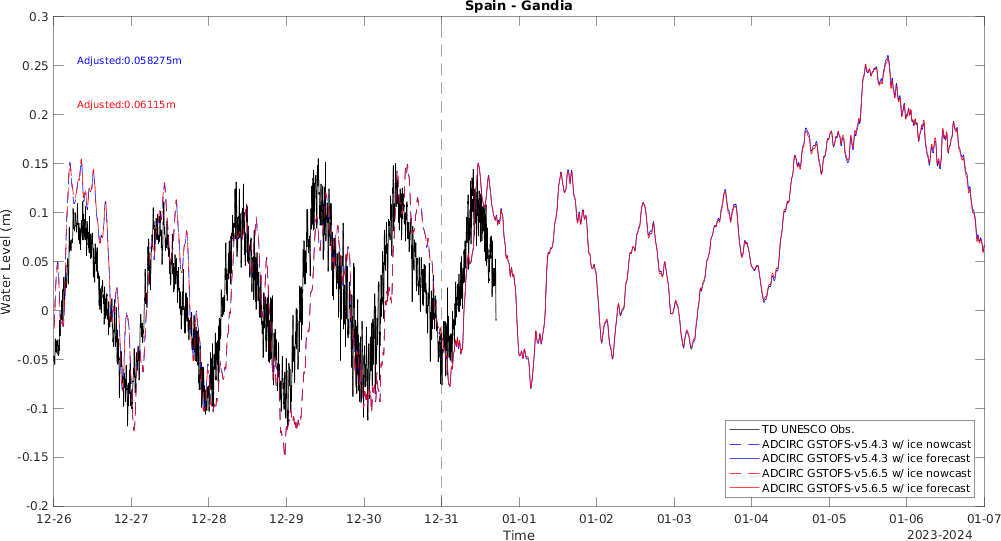 Spain - Gandia
0.3
0.25
0.2
0.15
0.1
0.05
0
-0.05
-0.1
-0.15
-0.2
Water Level (m)
Adjusted:0.058275m
Adjusted:0.06115m
TD UNESCO Obs.
ADCIRC GSTOFS-v5.4.3 w/ ice nowcast
ADCIRC GSTOFS-v5.4.3 w/ ice forecast
ADCIRC GSTOFS-v5.6.5 w/ ice nowcast
ADCIRC GSTOFS-v5.6.5 w/ ice forecast
12-26 12-27 12-28 12-29 12-30 12-31 01-01 01-02 01-03 01-04 01-05 01-06 01-07
Time
2023-2024